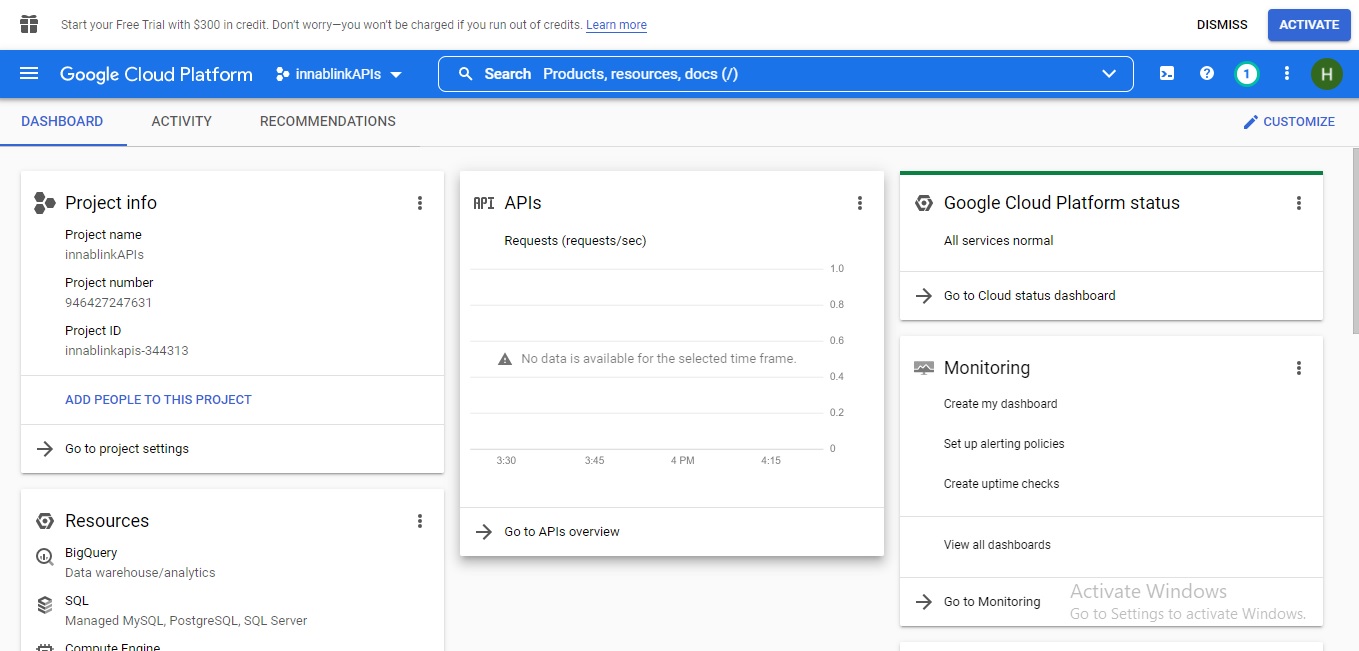 Start your Free Trial with $300 in credit. Don't worry—you won't be charged if you run out of credits. Learn more
DISMISS
ACTIVATE
Google Cloud Platform
innablinkAPIs
Search Products, resources, docs (/)
1
H
DASHBOARD
ACTIVITY
RECOMMENDATIONS
CUSTOMIZE
Project info
Project name
innablinkAPIs
Project number
946427247631
Project ID
innablinkapis-344313
ADD PEOPLE TO THIS PROJECT
Go to project settings
Resources
BigQuery
Data warehouse/analytics
SQL
Managed MySQL, PostgreSQL, SQL Server
Compute Engine
API APIs
Requests (requests/sec)
1.0
0.8
0.6
No data is available for the selected time frame.
0.4
0.2
0
3:30 3:45 4 PM 4:15
Go to APIs overview
Google Cloud Platform status
All services normal
Go to Cloud status dashboard
Monitoring
Create my dashboard
Set up alerting policies
Create uptime checks
View all dashboards
Go to Monitoring
Activate Windows
Go to Settings to activate Windows.